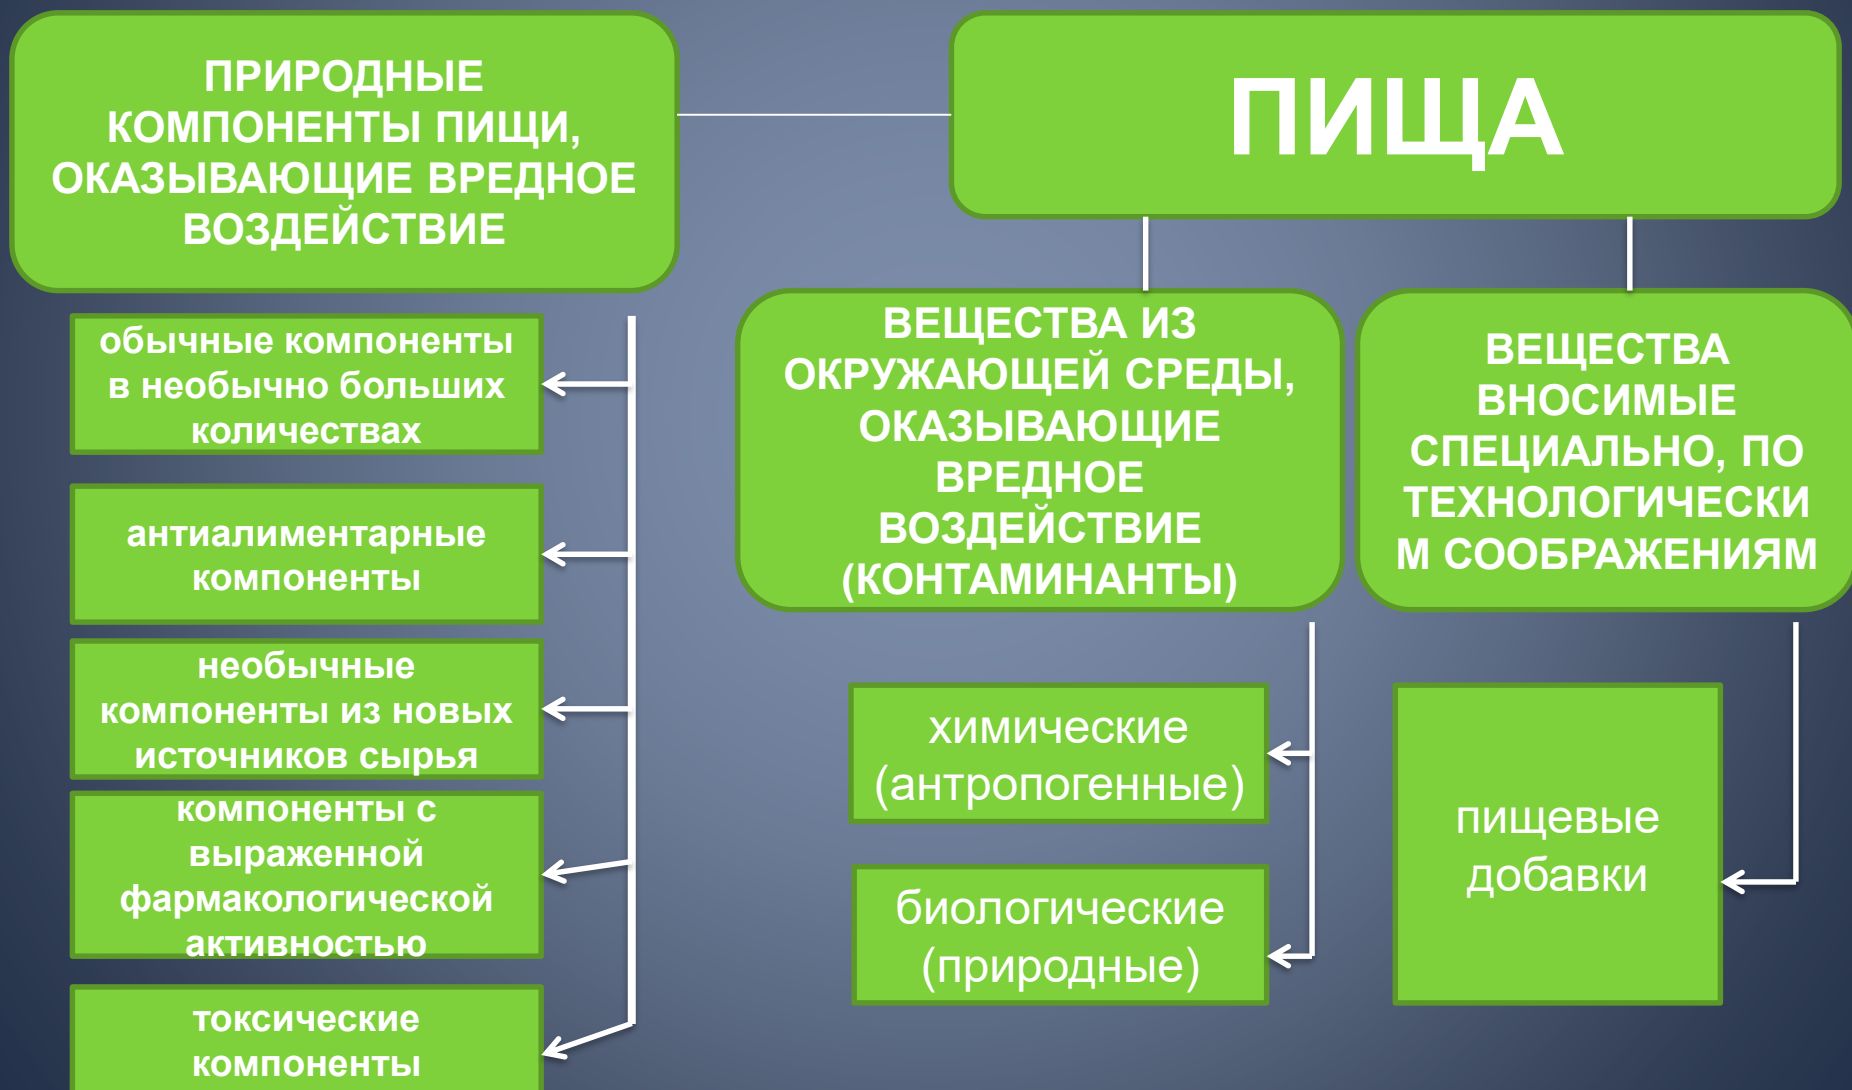 ПРИРОДНЫЕ
КОМПОНЕНТЫ ПИЩИ,
ОКАЗЫВАЮЩИЕ ВРЕДНОЕ
ВОЗДЕЙСТВИЕ
ПИЩА
обычные компоненты
в необычно больших
количествах
антиалиментарные
компоненты
необычные
компоненты из новых
источников сырья
компоненты с
выраженной
фармакологической
активностью
токсические
компоненты
ВЕЩЕСТВА ИЗ
ОКРУЖАЮЩЕЙ СРЕДЫ,
ОКАЗЫВАЮЩИЕ
ВРЕДНОЕ
ВОЗДЕЙСТВИЕ
(КОНТАМИНАНТЫ)
химические
(антропогенные)
биологические
(природные)
ВЕЩЕСТВА
ВНОСИМЫЕ
СПЕЦИАЛЬНО, ПО
ТЕХНОЛОГИЧЕСКИ
М СООБРАЖЕНИЯМ
пищевые
добавки